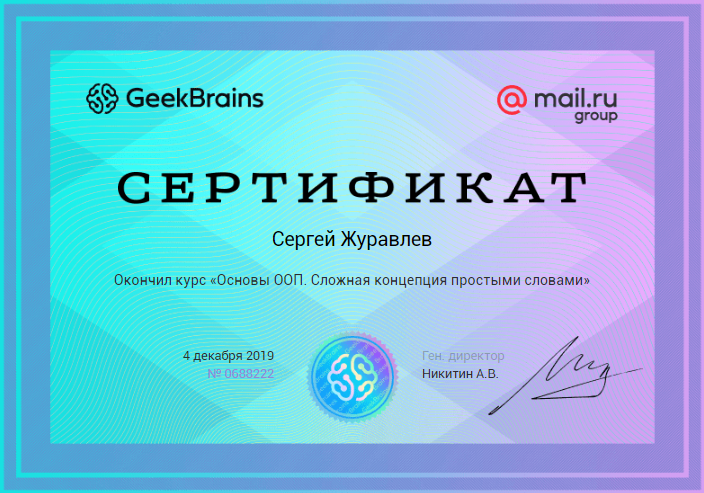 GeekBrains
@ mail.ru
group
СЕРТИФИКАТ
Сергей Журавлев
Окончил курс «Основы ООП. Сложная концепция простыми словами»
4 декабря 2019
№ 0688222
Ген. директор
Никитин А.В.